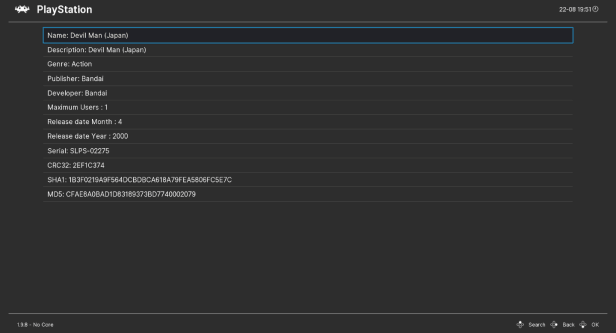 PlayStation
22-08 19:51
Name: Devil Man (Japan)
Description: Devil Man (Japan)
Genre: Action
Publisher: Bandai
Developer: Bandai
Maximum Users : 1
Release date Month : 4
Release date Year : 2000
Serial: SLPS-02275
CRC32: 2EF1C374
SHA1: 1B3F0219A9F564DCBDBCA618A79FEA5806FC5E7C
MD5: CFAE8A0BAD1D83189373BD7740002079
1.9.8 - No Core
Search Back OK